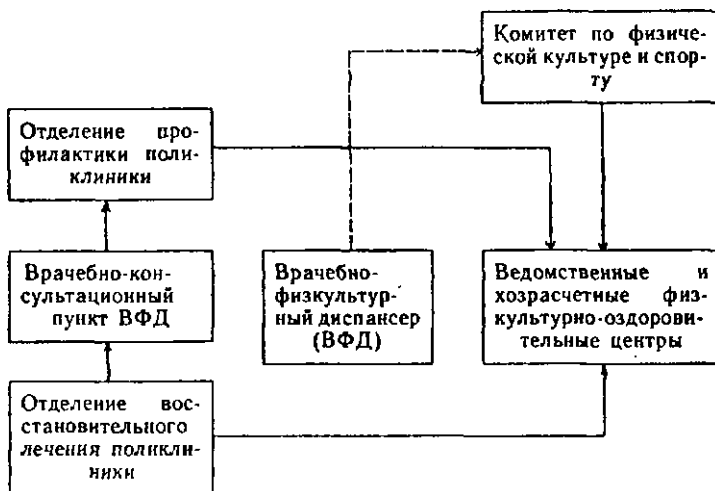 Комитет по физиче-
ской культуре и спор-
ту
Отделение про-
филактики поли-
клиники
Врачебно-кон-
сультационный
пункт ВФД
Врачебно-
физкультур-
ный диспансер
(ВФД)
Ведомственные и
хозрасчетные физ-
культурно-оздорови-
тельные центры
Отделение вос-
становительного
лечения поликли-
ники